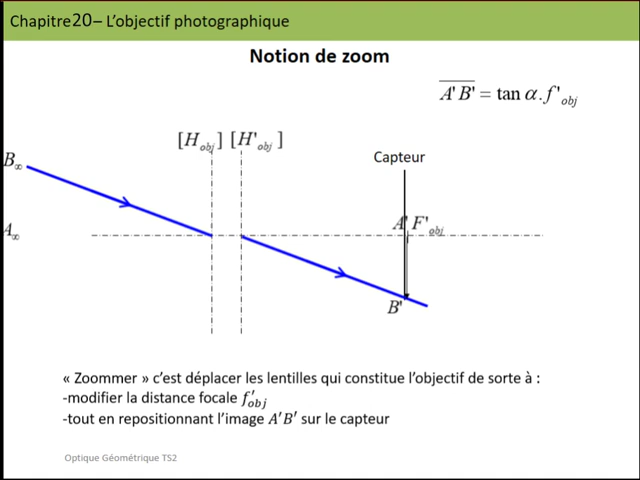 Chapitre20– L'objectif photographique
Notion de zoom
A'B' = tan α.f'obj
[Hobj] [H'obj]
Capteur
B∞
A∞
A' F'obj
B'
« Zoommer » c'est déplacer les lentilles qui constitue l'objectif de sorte à :
-modifier la distance focale f'obj
-tout en repositionnant l'image A'B' sur le capteur
Optique Géométrique TS2